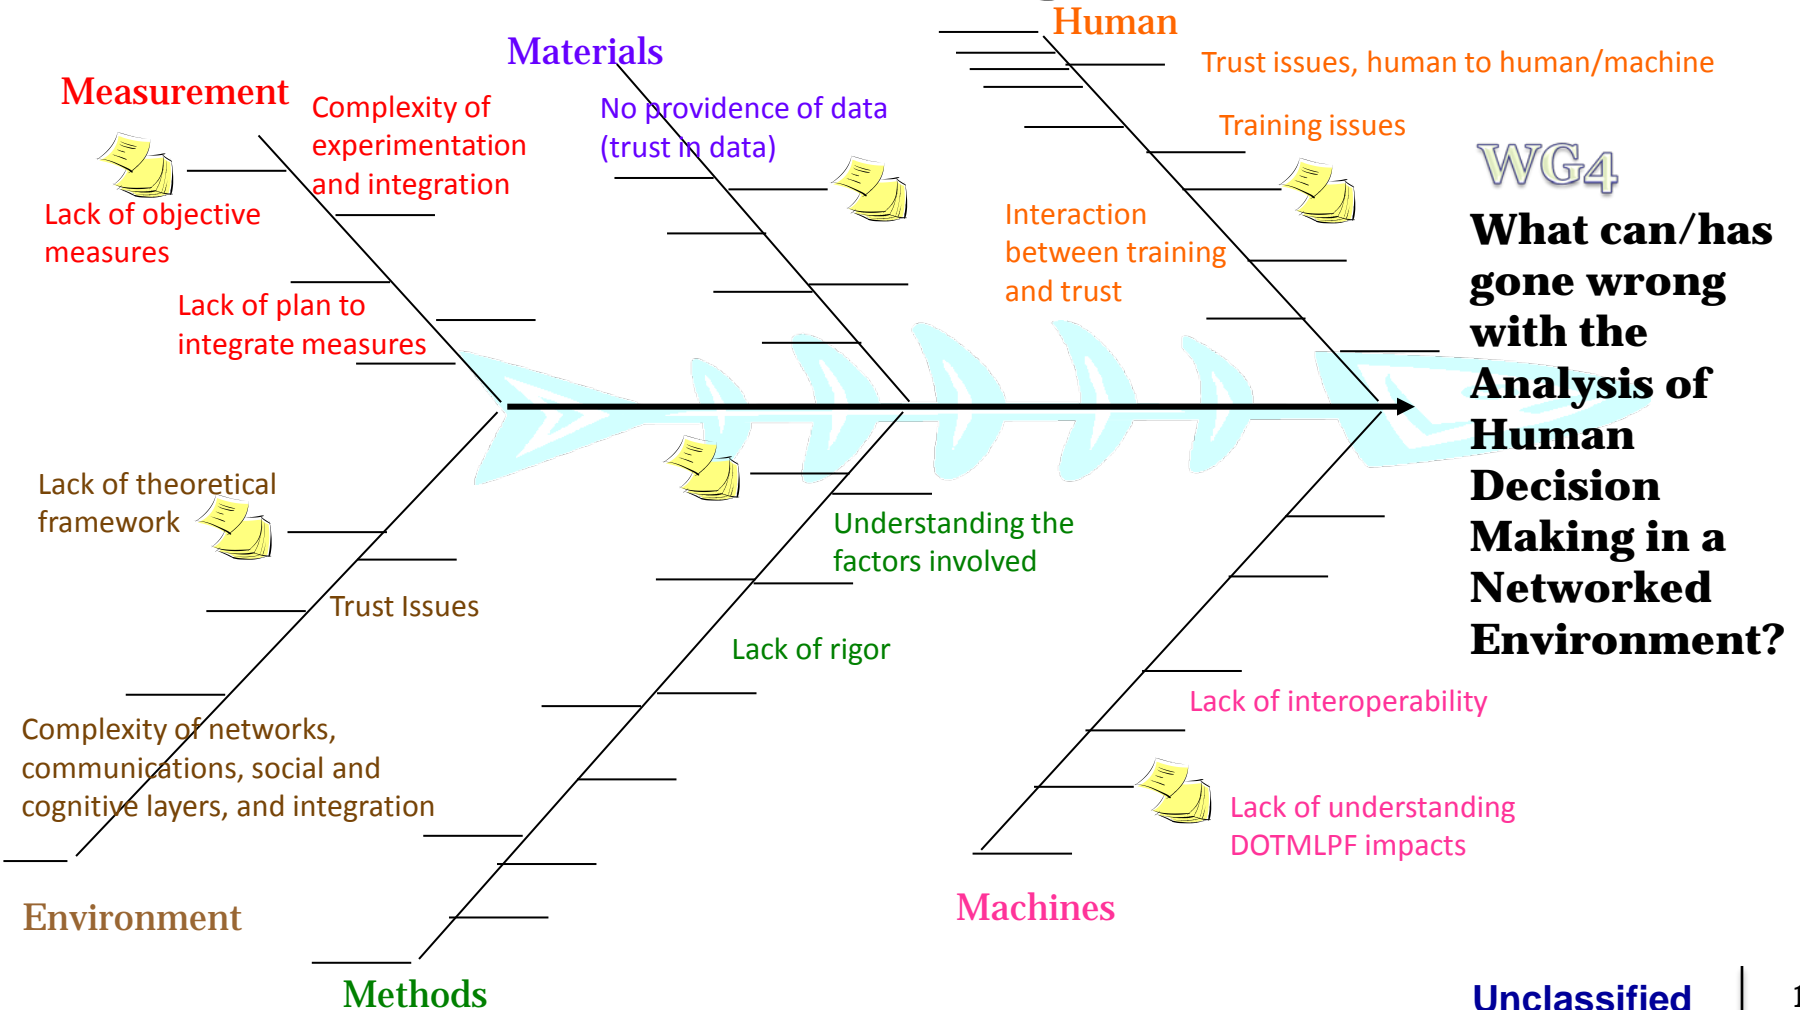 Human
Materials
Trust issues, human to human/machine
Measurement
Complexity of
experimentation
and integration
No providence of data
(trust in data)
Training issues
WG4
Lack of objective
measures
Interaction
between training
and trust
What can/has
gone wrong
with the
Analysis of
Human
Decision
Making in a
Networked
Environment?
Lack of plan to
integrate measures
Lack of theoretical
framework
Understanding the
factors involved
Trust Issues
Lack of rigor
Lack of interoperability
Complexity of networks,
communications, social and
cognitive layers, and integration
Lack of understanding
DOTMLPF impacts
Environment
Machines
Methods
Unclassified